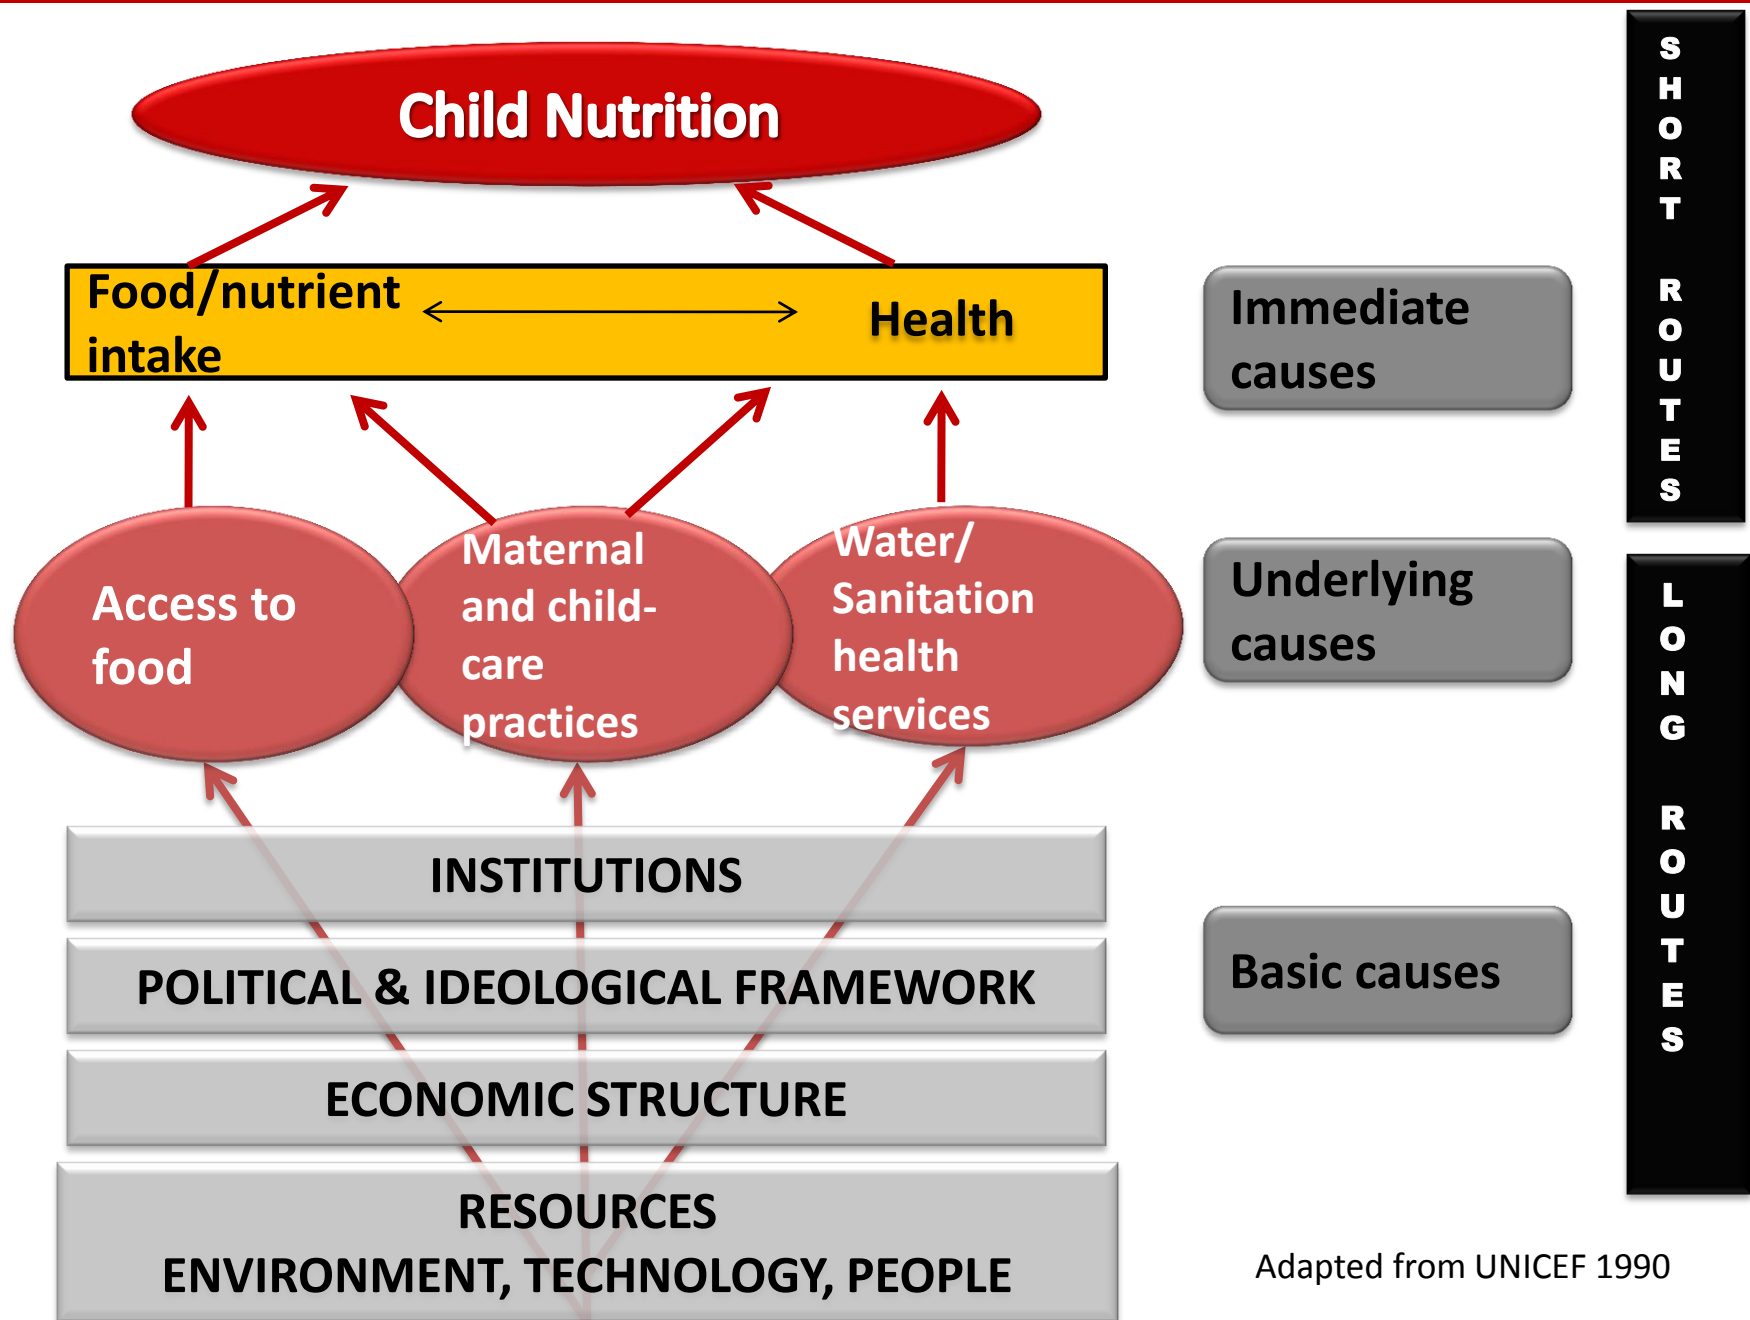 Child Nutrition
Food/nutrient
intake
Health
Immediate
causes
SHORT ROUTES
Access to
food
Maternal
and child-
care
practices
Water/
Sanitation
health
services
Underlying
causes
LONG ROUTES
INSTITUTIONS
POLITICAL & IDEOLOGICAL FRAMEWORK
ECONOMIC STRUCTURE
Basic causes
RESOURCES
ENVIRONMENT, TECHNOLOGY, PEOPLE
Adapted from UNICEF 1990